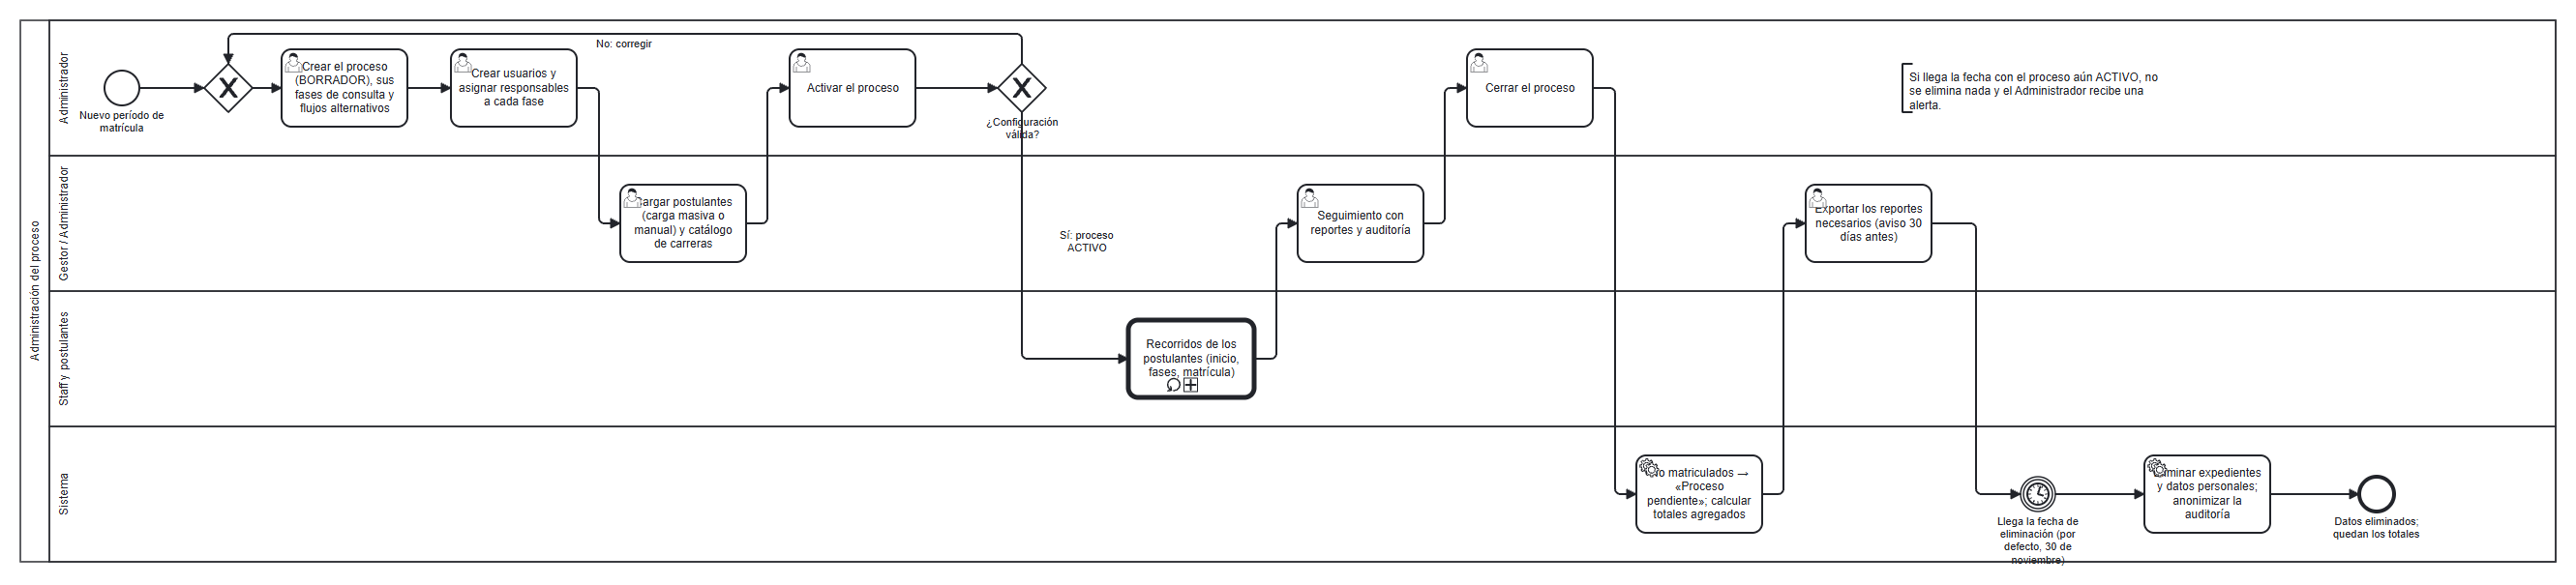 Administración del proceso
Administrador
Nuevo período de
matrícula
No: corregir
Crear el proceso
(BORRADOR), sus
fases de consulta y
flujos alternativos
Crear usuarios y
asignar responsables
a cada fase
Activar el proceso
¿Configuración
válida?
Cerrar el proceso
Si llega la fecha con el proceso aún ACTIVO, no
se elimina nada y el Administrador recibe una
alerta.
Gestor / Administrador
Cargar postulantes
(carga masiva o
manual) y catálogo
de carreras
Sí: proceso
ACTIVO
Seguimiento con
reportes y auditoría
Exportar los reportes
necesarios (aviso 30
días antes)
Staff y postulantes
Recorridos de los
postulantes (inicio,
fases, matrícula)
Sistema
No matriculados →
«Proceso
pendiente»; calcular
totales agregados
Llega la fecha de
eliminación (por
defecto, 30 de
noviembre)
Eliminar expedientes
y datos personales;
anonimizar la
auditoría
Datos eliminados;
quedan los totales